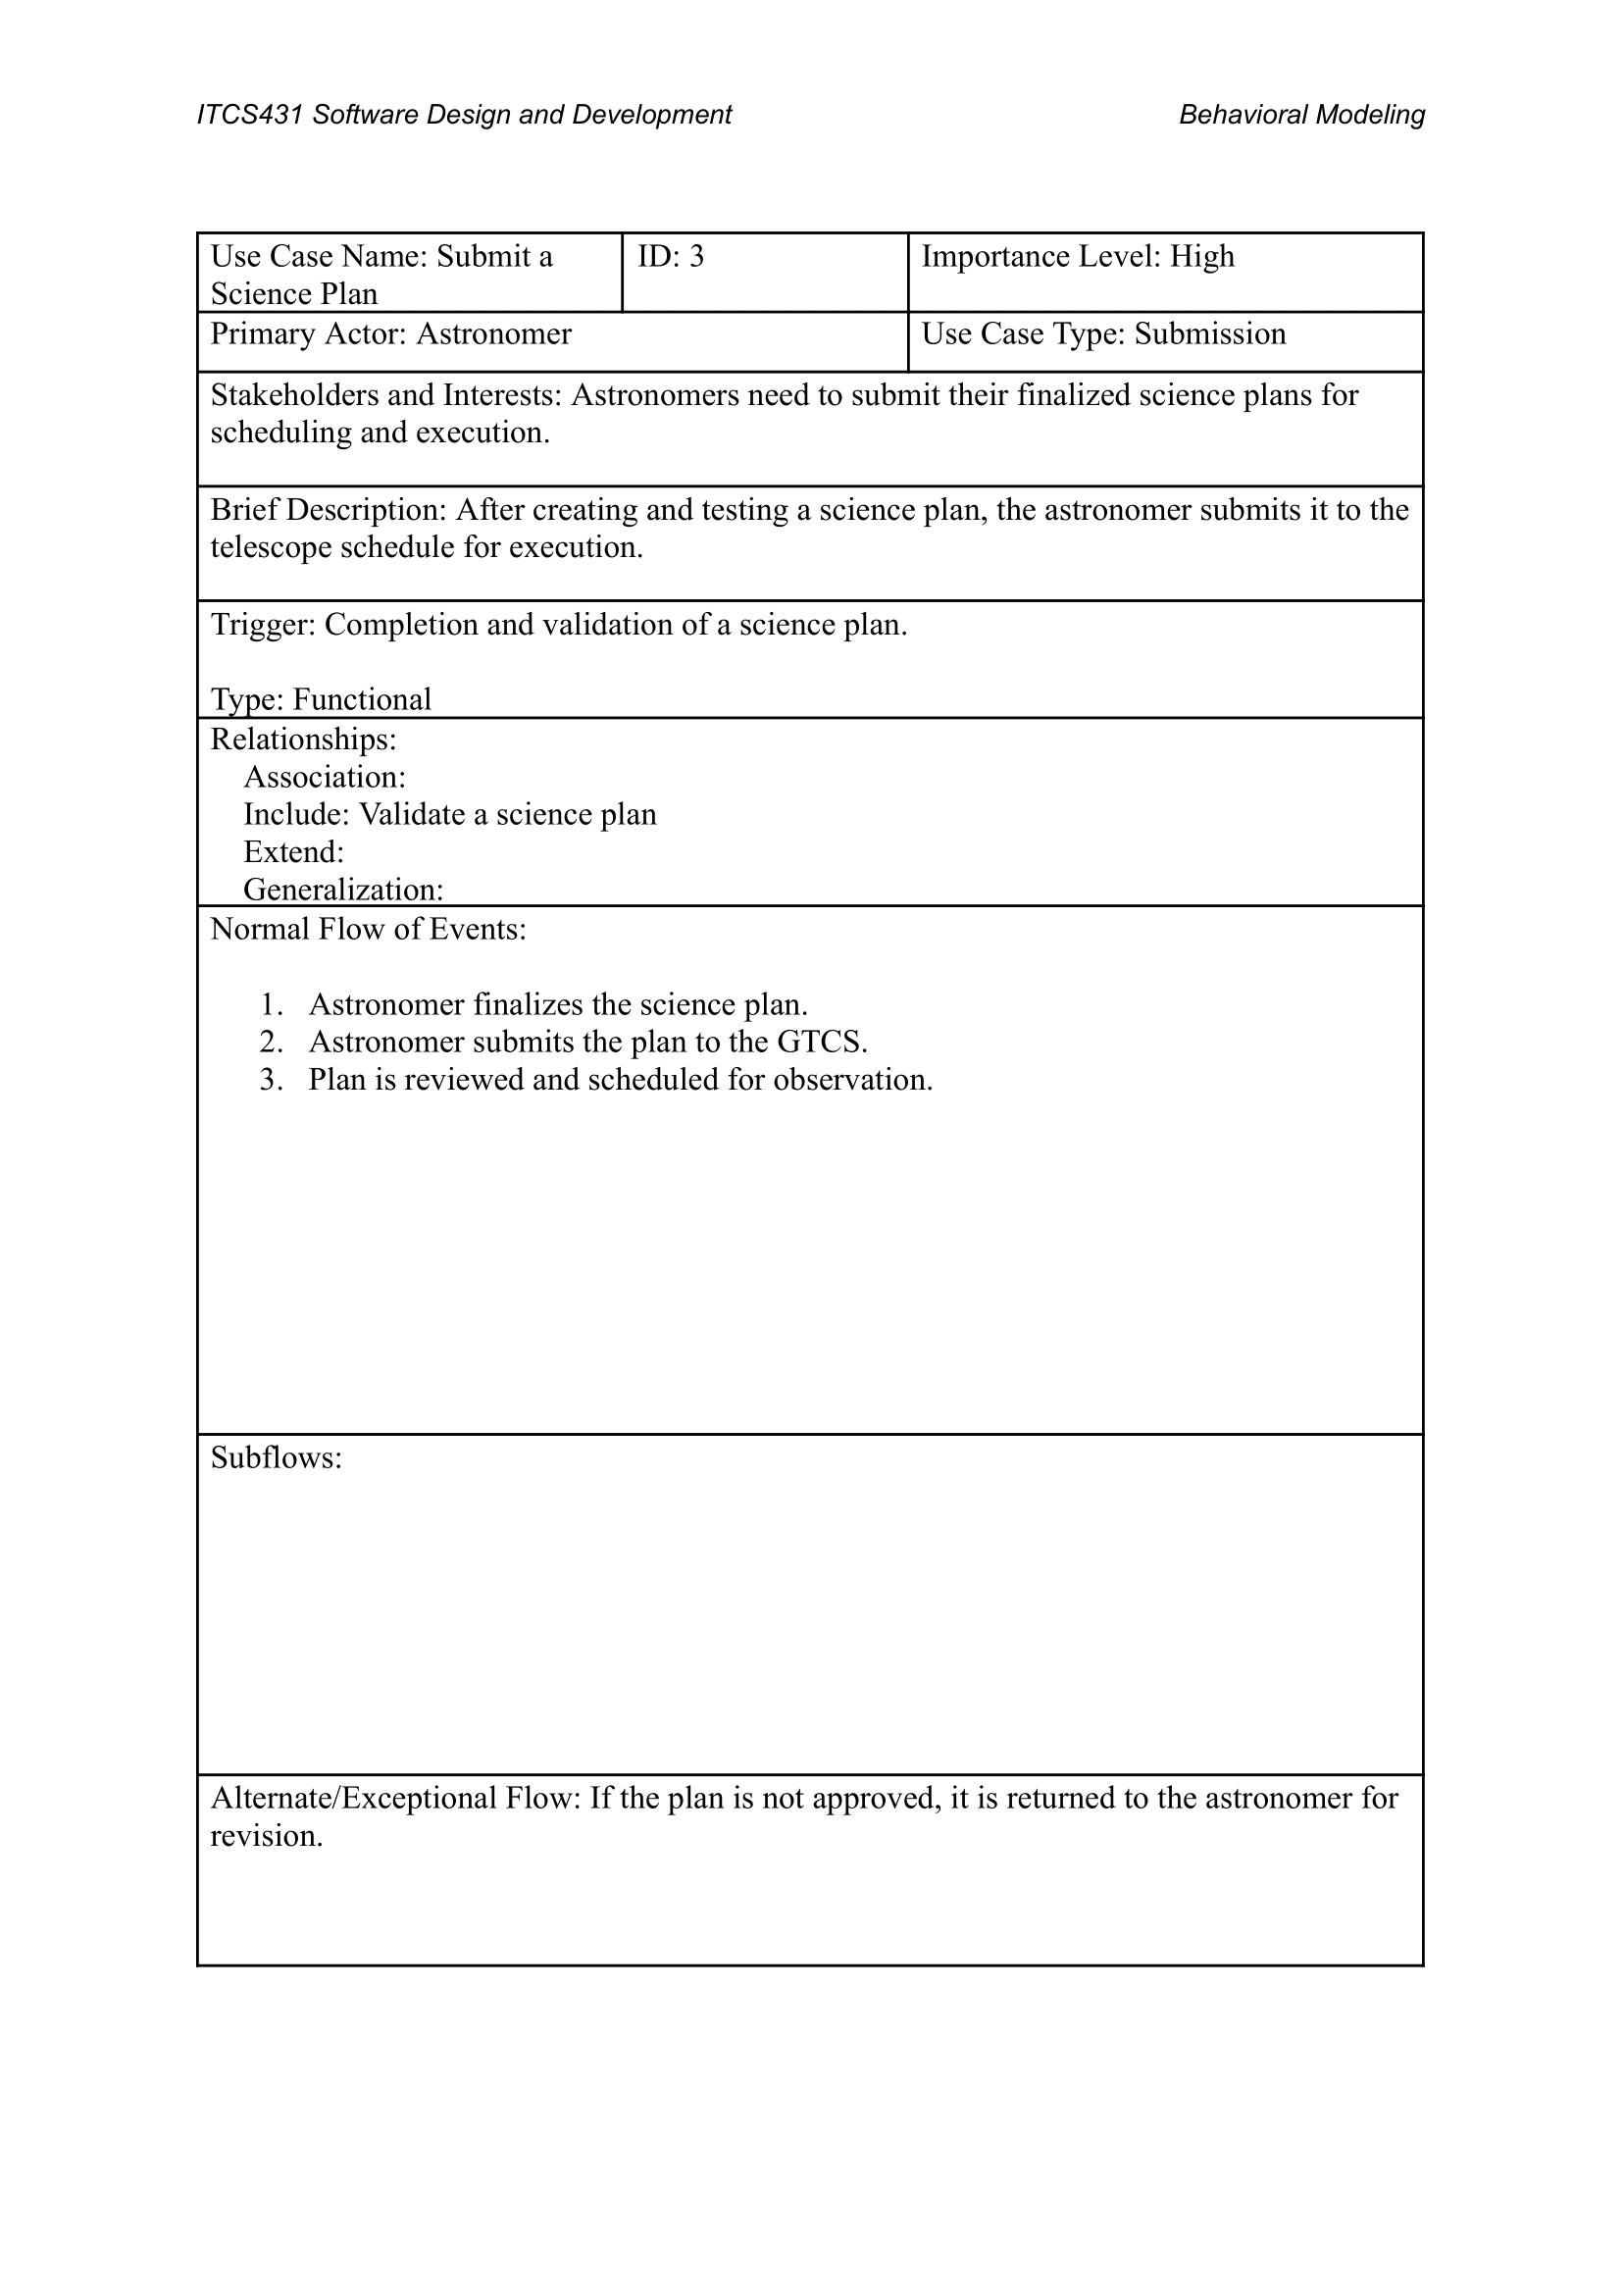 ITCS431 Software Design and Development Behavioral Modeling
Use Case Name: Submit a
Science Plan
ID: 3
Importance Level: High
Primary Actor: Astronomer
Use Case Type: Submission
Stakeholders and Interests: Astronomers need to submit their finalized science plans for
scheduling and execution.
Brief Description: After creating and testing a science plan, the astronomer submits it to the
telescope schedule for execution.
Trigger: Completion and validation of a science plan.
Type: Functional
Relationships:
Association:
Include: Validate a science plan
Extend:
Generalization:
Normal Flow of Events:
1. Astronomer finalizes the science plan.
2. Astronomer submits the plan to the GTCS.
3. Plan is reviewed and scheduled for observation.
Subflows:
Alternate/Exceptional Flow: If the plan is not approved, it is returned to the astronomer for
revision.